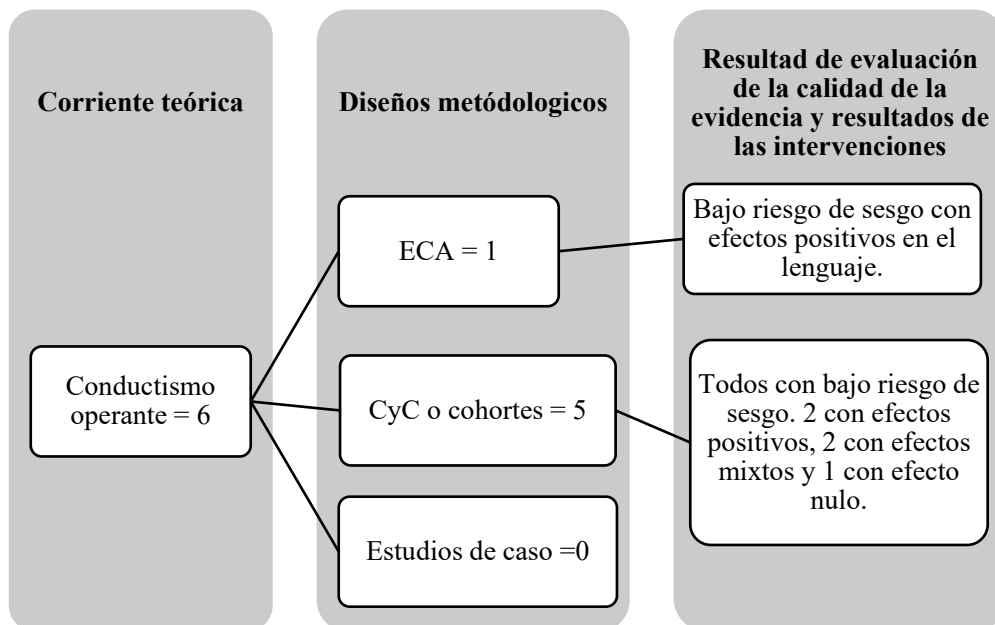 Corriente teórica
Conductismo
operante = 6
Diseños metódologicos
ECA = 1
CyC o cohortes = 5
Estudios de caso =0
Resultad de evaluación
de la calidad de la
evidencia y resultados de
las intervenciones
Bajo riesgo de sesgo con
efectos positivos en el
lenguaje.
Todos con bajo riesgo de
sesgo. 2 con efectos
positivos, 2 con efectos
mixtos y 1 con efecto
nulo.